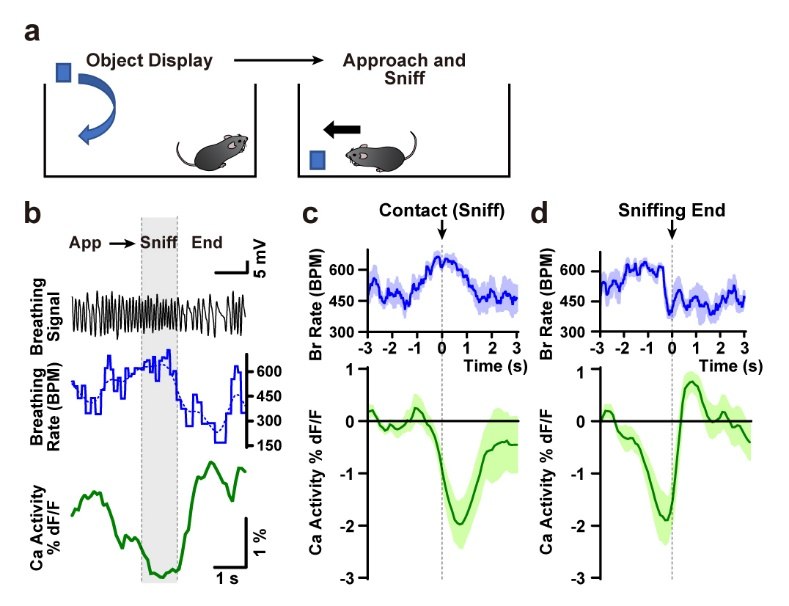 a
Object Display
Approach and
Sniff
b
App
Sniff
End
5 mV
Breathing
Signal
Breathing
Rate (BPM)
600
450
300
150
Ca Activity
% dF/F
1 %
1 s
c
Contact (Sniff)
Br Rate (BPM)
600
450
300
-3 -2 -1 0 1 2 3
Time (s)
Ca Activity % dF/F
1
0
-1
-2
-3
d
Sniffing End
Br Rate (BPM)
600
450
300
-3 -2 -1 0 1 2 3
Time (s)
Ca Activity % dF/F
1
0
-1
-2
-3